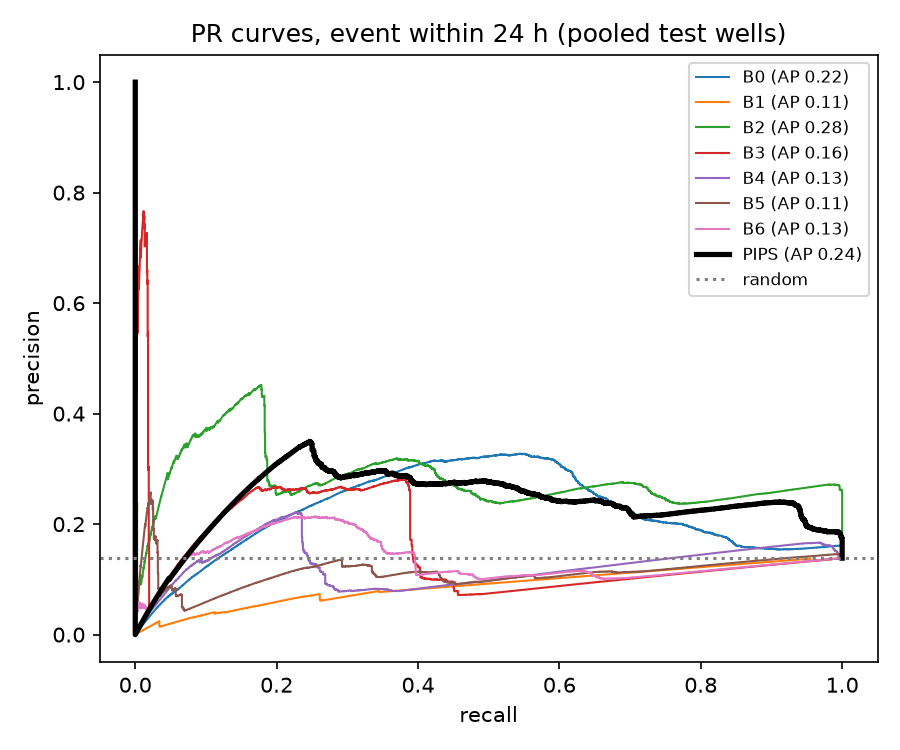 PR curves, event within 24 h (pooled test wells)
B0 (AP 0.22)
B1 (AP 0.11)
B2 (AP 0.28)
B3 (AP 0.16)
B4 (AP 0.13)
B5 (AP 0.11)
B6 (AP 0.13)
PIPS (AP 0.24)
random
precision
1.0
0.8
0.6
0.4
0.2
0.0
0.0 0.2 0.4 0.6 0.8 1.0
recall